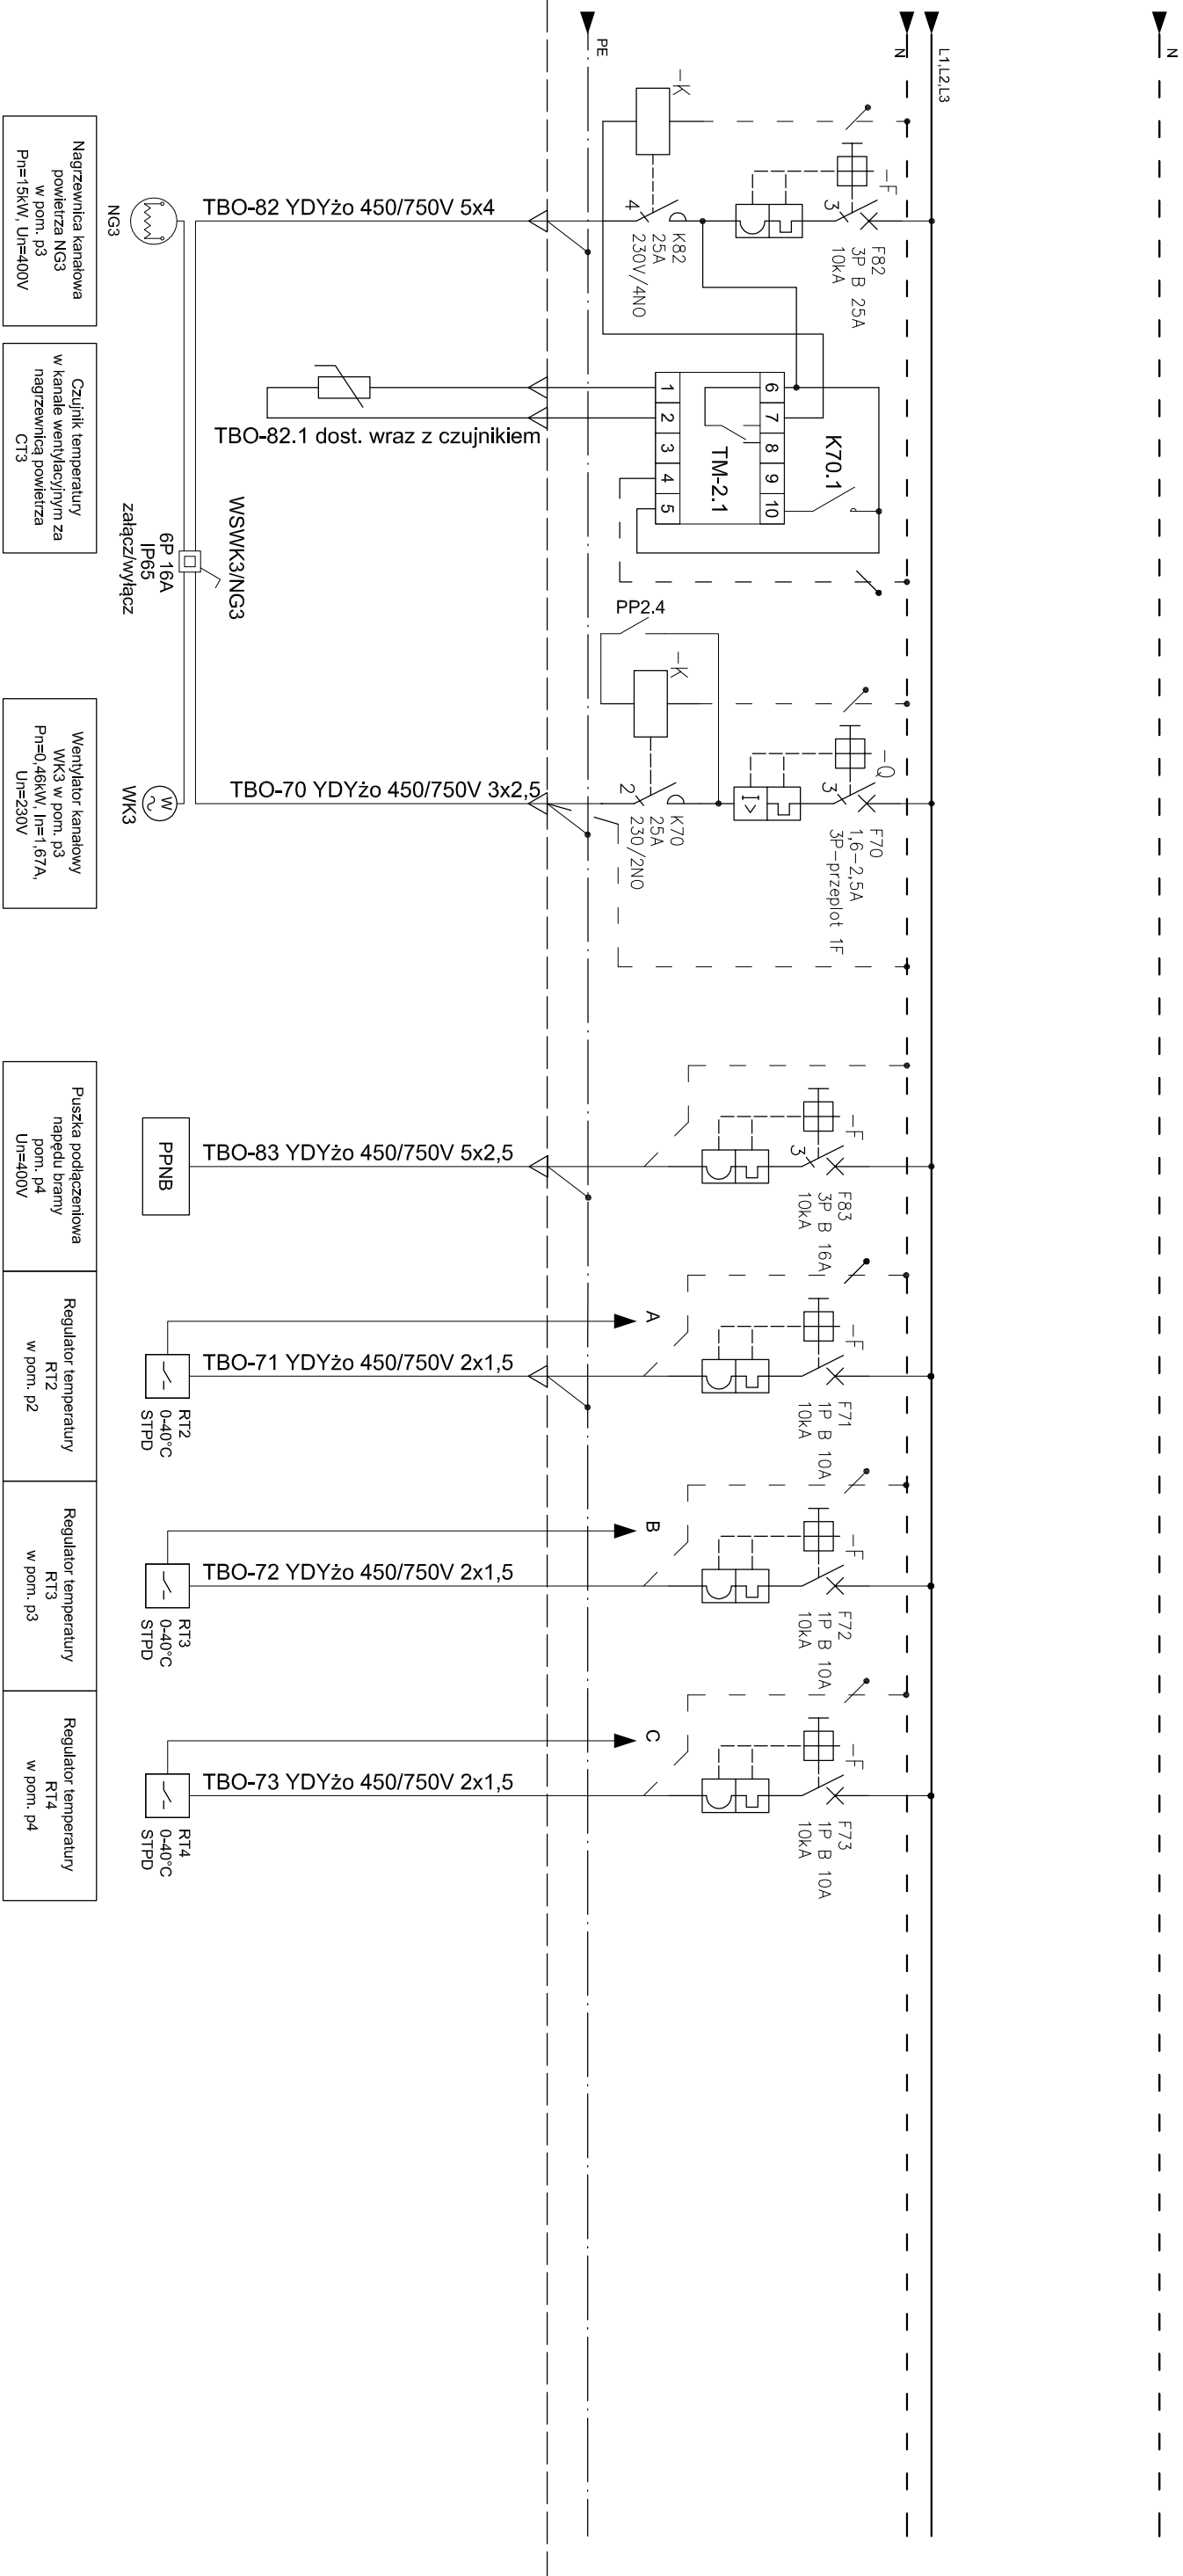 N
L1,L2,L3
N
PE
-K
-F
3
F82
3P B 25A
10kA
4
K82
25A
230V/4NO
TBO-82 YDYżo 450/750V 5x4
NG3
Nagrzewnica kanałowa
powietrza NG3
w pom. p3
Pn=15kW, Un=400V
6 7 8 9 10
K70.1
TM-2.1
1 2 3 4 5
TBO-82.1 dost. wraz z czujnikiem
WSWK3/NG3
6P 16A
IP65
załącz/wyłącz
Czujnik temperatury
w kanale wentylacyjnym za
nagrzewnicą powietrza
CT3
PP2.4
-K
-Q
3
F70
1,6-2,5A
3P-przeplot 1F
I>
2
K70
25A
230/2NO
TBO-70 YDYżo 450/750V 3x2,5
W
WK3
Wentylator kanałowy
WK3 w pom. p3
Pn=0,46kW, In=1,67A,
Un=230V
-F
3
F83
3P B 16A
10kA
TBO-83 YDYżo 450/750V 5x2,5
PPNB
Puszka podłączeniowa
napędu bramy
pom. p4
Un=400V
-F
F71
1P B 10A
10kA
A
TBO-71 YDYżo 450/750V 2x1,5
RT2
0-40°C
STPD
Regulator temperatury
RT2
w pom. p2
-F
F72
1P B 10A
10kA
B
TBO-72 YDYżo 450/750V 2x1,5
RT3
0-40°C
STPD
Regulator temperatury
RT3
w pom. p3
-F
F73
1P B 10A
10kA
C
TBO-73 YDYżo 450/750V 2x1,5
RT4
0-40°C
STPD
Regulator temperatury
RT4
w pom. p4